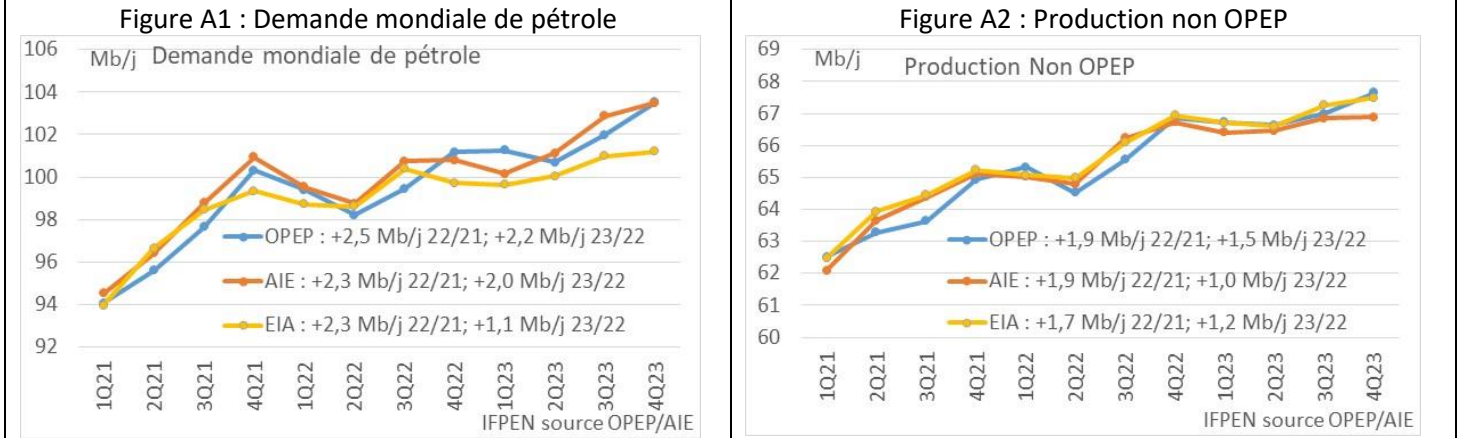 Figure A1 : Demande mondiale de pétrole
Mb/j Demande mondiale de pétrole
106
104
102
100
98
96
94
92
OPEP : +2,5 Mb/j 22/21; +2,2 Mb/j 23/22
AIE : +2,3 Mb/j 22/21; +2,0 Mb/j 23/22
EIA : +2,3 Mb/j 22/21; +1,1 Mb/j 23/22
1Q21
2Q21
3Q21
4Q21
1Q22
2Q22
3Q22
4Q22
1Q23
2Q23
3Q23
4Q23
IFPEN source OPEP/AIE
Figure A2 : Production non OPEP
Mb/j Production Non OPEP
69
68
67
66
65
64
63
62
61
60
OPEP : +1,9 Mb/j 22/21; +1,5 Mb/j 23/22
AIE : +1,9 Mb/j 22/21; +1,0 Mb/j 23/22
EIA : +1,7 Mb/j 22/21; +1,2 Mb/j 23/22
1Q21
2Q21
3Q21
4Q21
1Q22
2Q22
3Q22
4Q22
1Q23
2Q23
3Q23
4Q23
IFPEN source OPEP/AIE